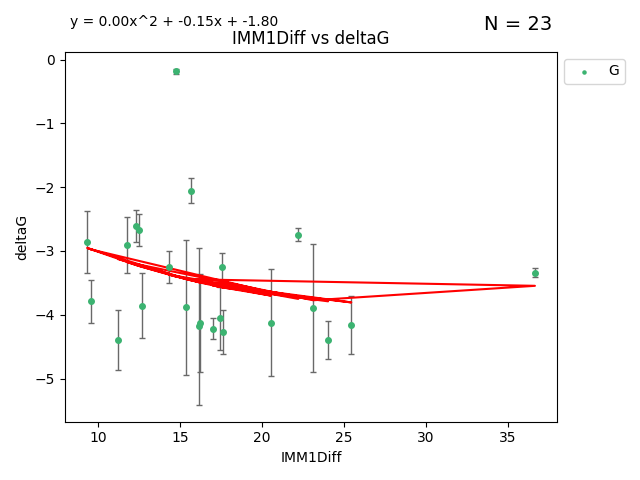 y = 0.00x^2 + -0.15x + -1.80
N = 23
IMM1Diff vs deltaG
G
0
−1
−2
−3
−4
−5
deltaG
10 15 20 25 30 35
IMM1Diff